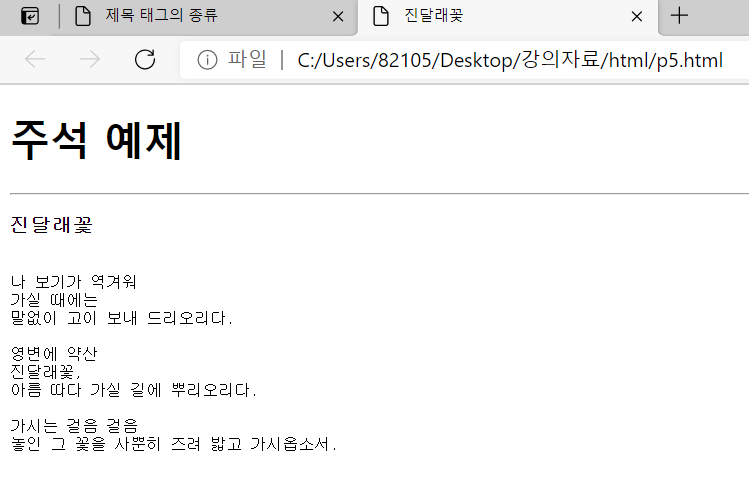 제목 태그의 종류
진달래꽃
파일 | C:/Users/82105/Desktop/강의자료/html/p5.html
주석 예제
진달래꽃
나 보기가 역겨워
가실 때에는
말없이 고이 보내 드리오리다.
영변에 약산
진달래꽃,
아름 따다 가실 길에 뿌리오리다.
가시는 걸음 걸음
놓인 그 꽃을 사뿐히 즈려 밟고 가시옵소서.